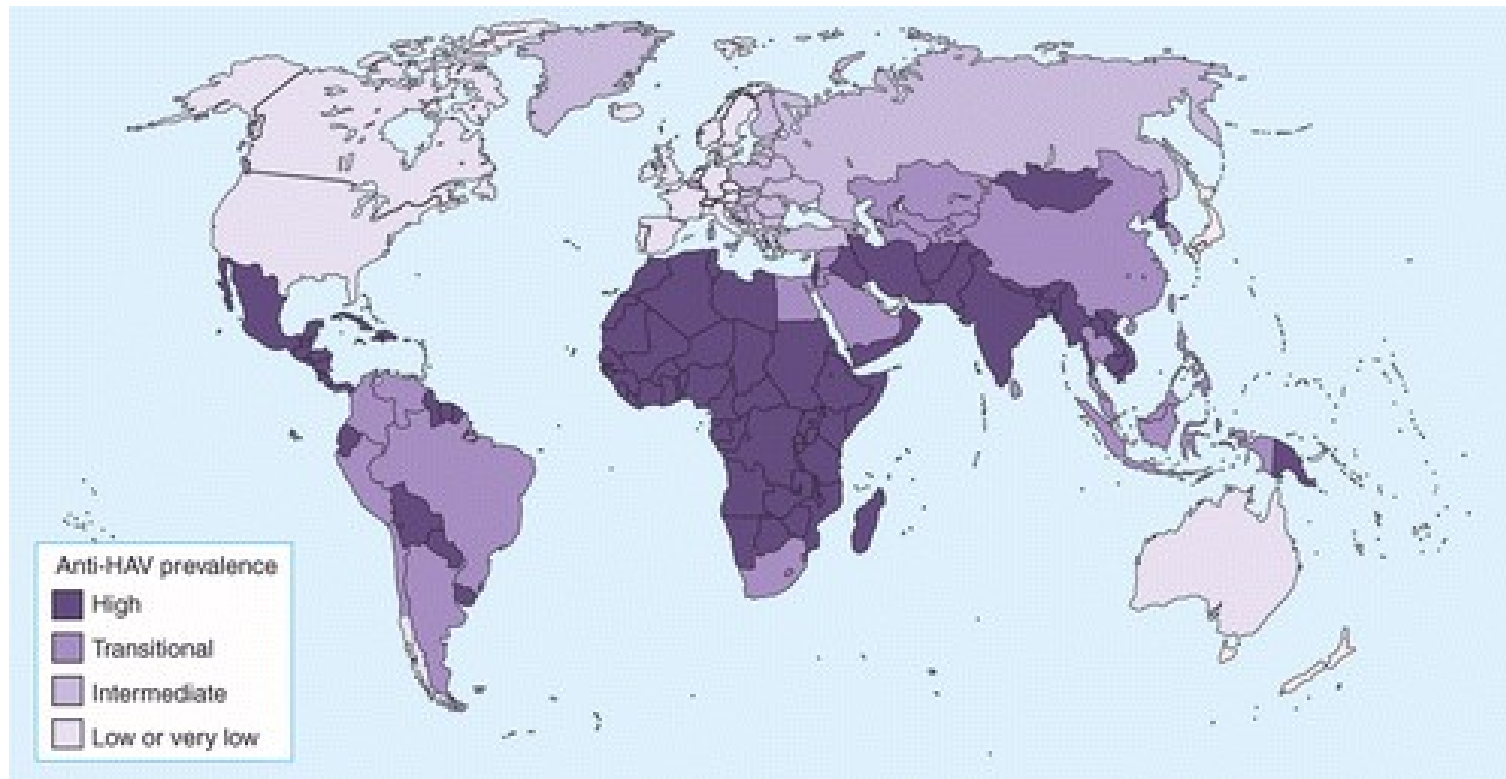 Anti-HAV prevalence
High
Transitional
Intermediate
Low or very low